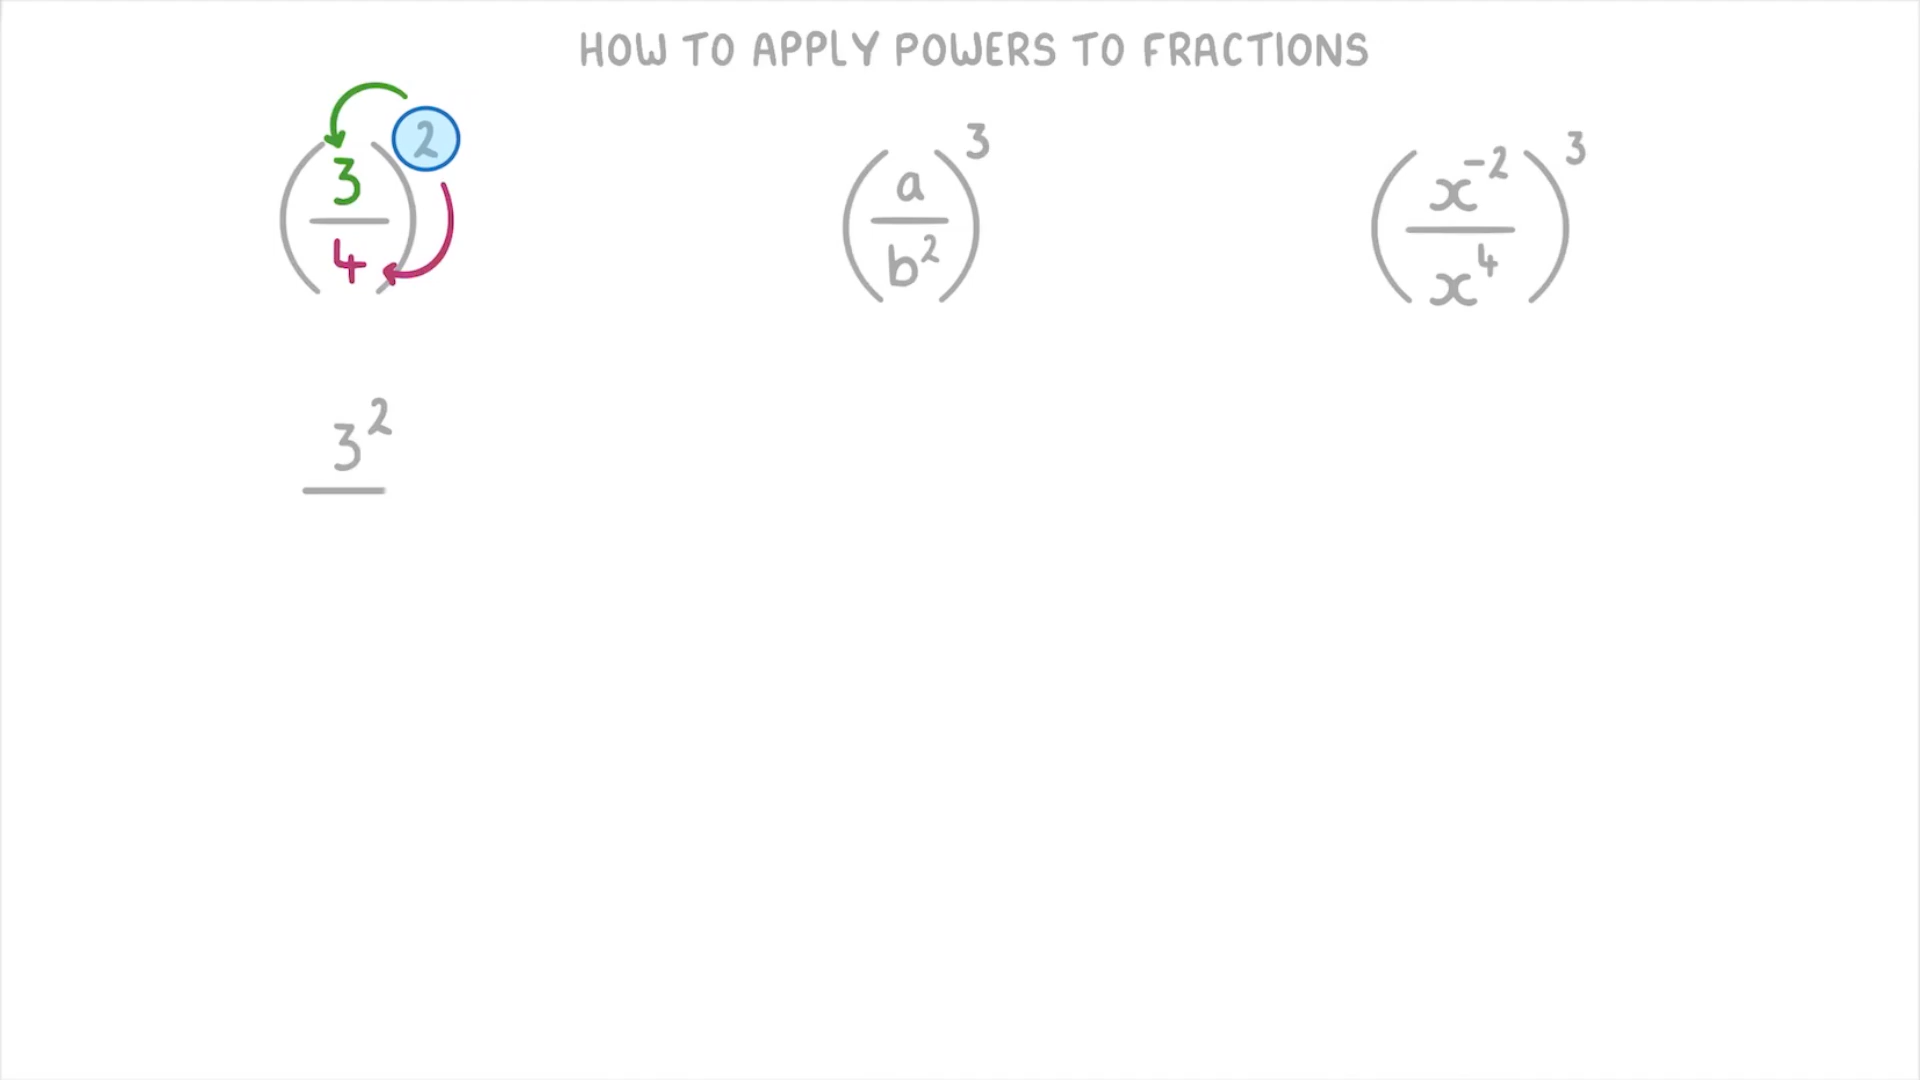 HOW TO APPLY POWERS TO FRACTIONS
(3/4)²
(a/b²)³
(x⁻²/x⁴)³
3²